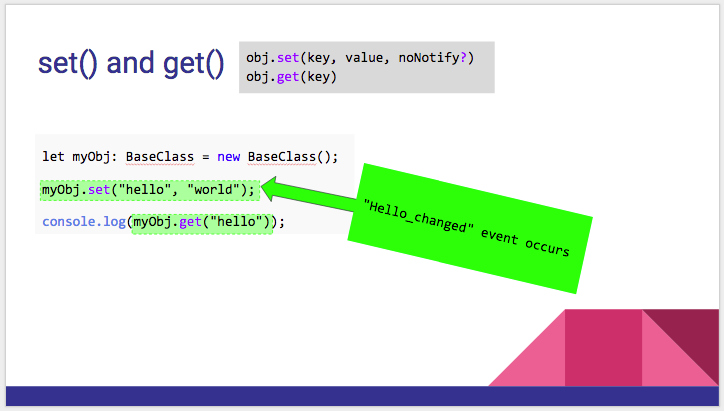 set() and get()
obj.set(key, value, noNotify?)
obj.get(key)
let myObj: BaseClass = new BaseClass();
myObj.set("hello", "world");
console.log(myObj.get("hello"));
"Hello_changed" event occurs